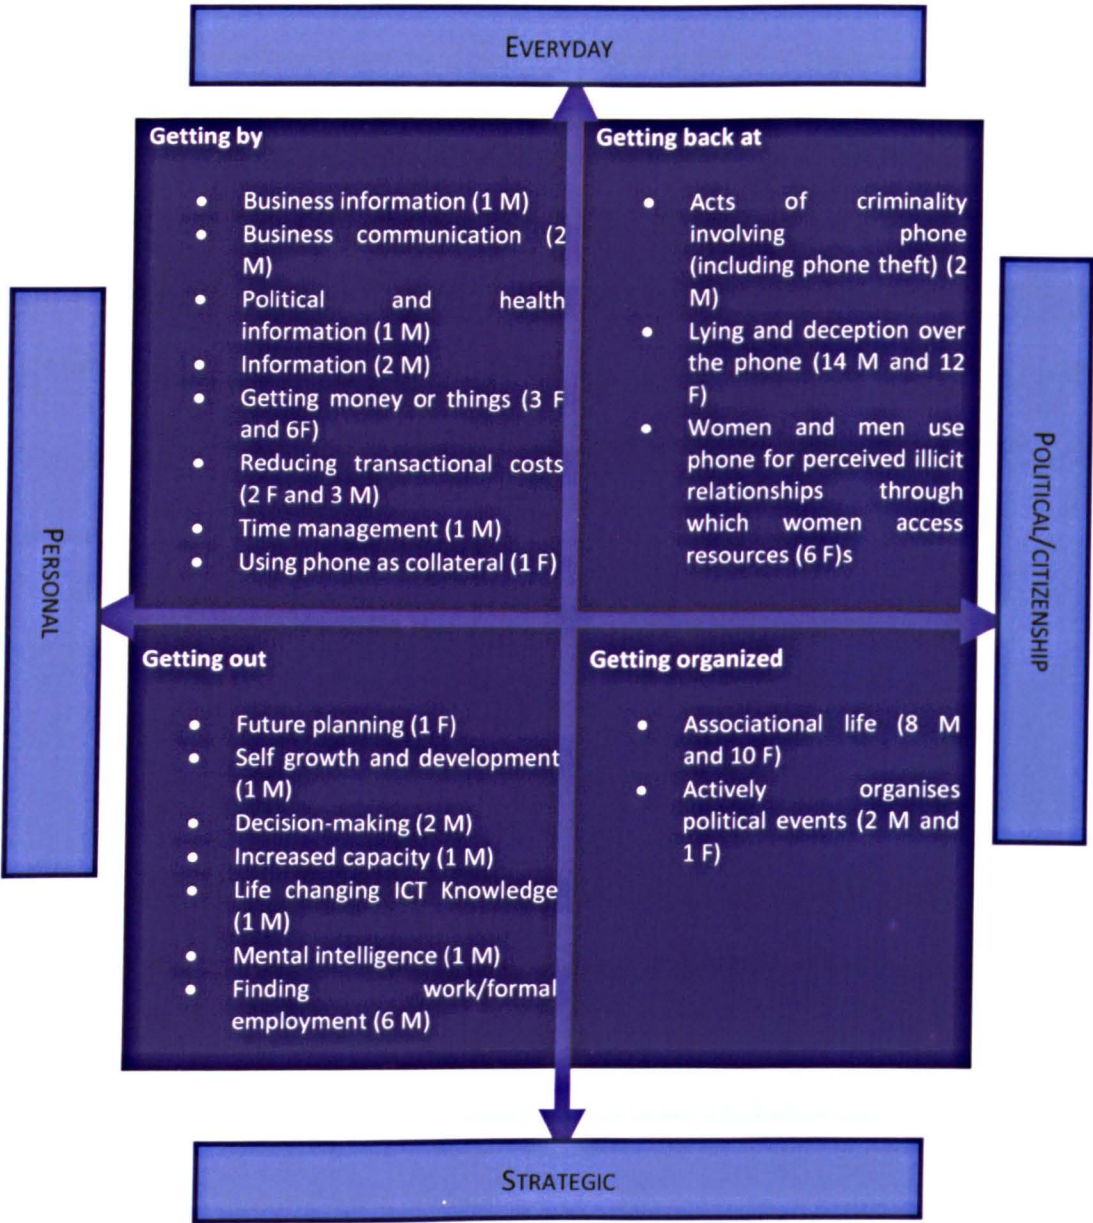 EVERYDAY
Getting by
• Business information (1 M)
• Business communication (2
M)
• Political and health
information (1 M)
• Information (2 M)
• Getting money or things (3 F
and 6F)
• Reducing transactional costs
(2 F and 3 M)
• Time management (1 M)
• Using phone as collateral (1 F)
Getting back at
• Acts of criminality
involving phone
(including phone theft) (2
M)
• Lying and deception over
the phone (14 M and 12
F)
• Women and men use
phone for perceived illicit
relationships through
which women access
resources (6 F)s
PERSONAL
POLITICAL/CITIZENSHIP
Getting out
• Future planning (1 F)
• Self growth and development
(1 M)
• Decision-making (2 M)
• Increased capacity (1 M)
• Life changing ICT Knowledge
(1 M)
• Mental intelligence (1 M)
• Finding work/formal
employment (6 M)
Getting organized
• Associational life (8 M
and 10 F)
• Actively organises
political events (2 M and
1 F)
STRATEGIC